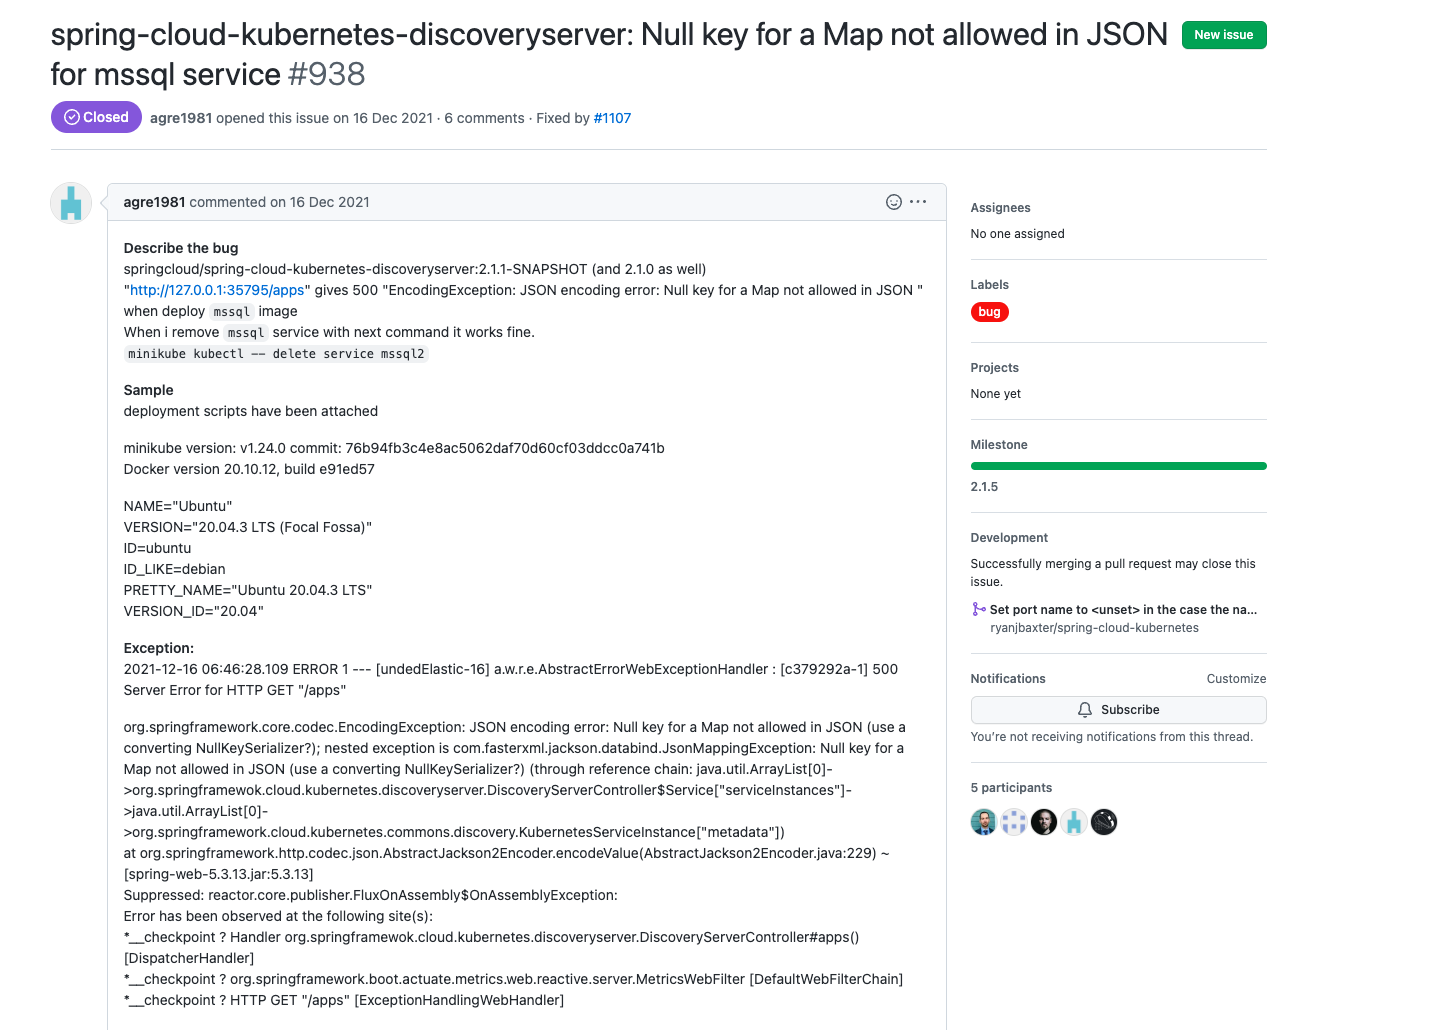 spring-cloud-kubernetes-discoveryserver: Null key for a Map not allowed in JSON
for mssql service #938
New issue
Closed
agre1981 opened this issue on 16 Dec 2021 · 6 comments · Fixed by #1107
agre1981 commented on 16 Dec 2021
Describe the bug
springcloud/spring-cloud-kubernetes-discoveryserver:2.1.1-SNAPSHOT (and 2.1.0 as well)
"http://127.0.0.1:35795/apps" gives 500 "EncodingException: JSON encoding error: Null key for a Map not allowed in JSON "
when deploy mssql image
When i remove mssql service with next command it works fine.
minikube kubectl -- delete service mssql2
Sample
deployment scripts have been attached
minikube version: v1.24.0 commit: 76b94fb3c4e8ac5062daf70d60cf03ddcc0a741b
Docker version 20.10.12, build e91ed57
NAME="Ubuntu"
VERSION="20.04.3 LTS (Focal Fossa)"
ID=ubuntu
ID_LIKE=debian
PRETTY_NAME="Ubuntu 20.04.3 LTS"
VERSION_ID="20.04"
Exception:
2021-12-16 06:46:28.109 ERROR 1 --- [undedElastic-16] a.w.r.e.AbstractErrorWebExceptionHandler : [c379292a-1] 500
Server Error for HTTP GET "/apps"
org.springframework.core.codec.EncodingException: JSON encoding error: Null key for a Map not allowed in JSON (use a
converting NullKeySerializer?); nested exception is com.fasterxml.jackson.databind.JsonMappingException: Null key for a
Map not allowed in JSON (use a converting NullKeySerializer?) (through reference chain: java.util.ArrayList[0]-
>org.springframewok.cloud.kubernetes.discoveryserver.DiscoveryServerController$Service["serviceInstances"]-
>java.util.ArrayList[0]-
>org.springframework.cloud.kubernetes.commons.discovery.KubernetesServiceInstance["metadata"])
at org.springframework.http.codec.json.AbstractJackson2Encoder.encodeValue(AbstractJackson2Encoder.java:229) ~
[spring-web-5.3.13.jar:5.3.13]
Suppressed: reactor.core.publisher.FluxOnAssembly$OnAssemblyException:
Error has been observed at the following site(s):
*__checkpoint ? Handler org.springframewok.cloud.kubernetes.discoveryserver.DiscoveryServerController#apps()
[DispatcherHandler]
*__checkpoint ? org.springframework.boot.actuate.metrics.web.reactive.server.MetricsWebFilter [DefaultWebFilterChain]
*__checkpoint ? HTTP GET "/apps" [ExceptionHandlingWebHandler]
Assignees
No one assigned
Labels
bug
Projects
None yet
Milestone
2.1.5
Development
Successfully merging a pull request may close this
issue.
Set port name to <unset> in the case the na...
ryanjbaxter/spring-cloud-kubernetes
Notifications
Customize
Subscribe
You're not receiving notifications from this thread.
5 participants